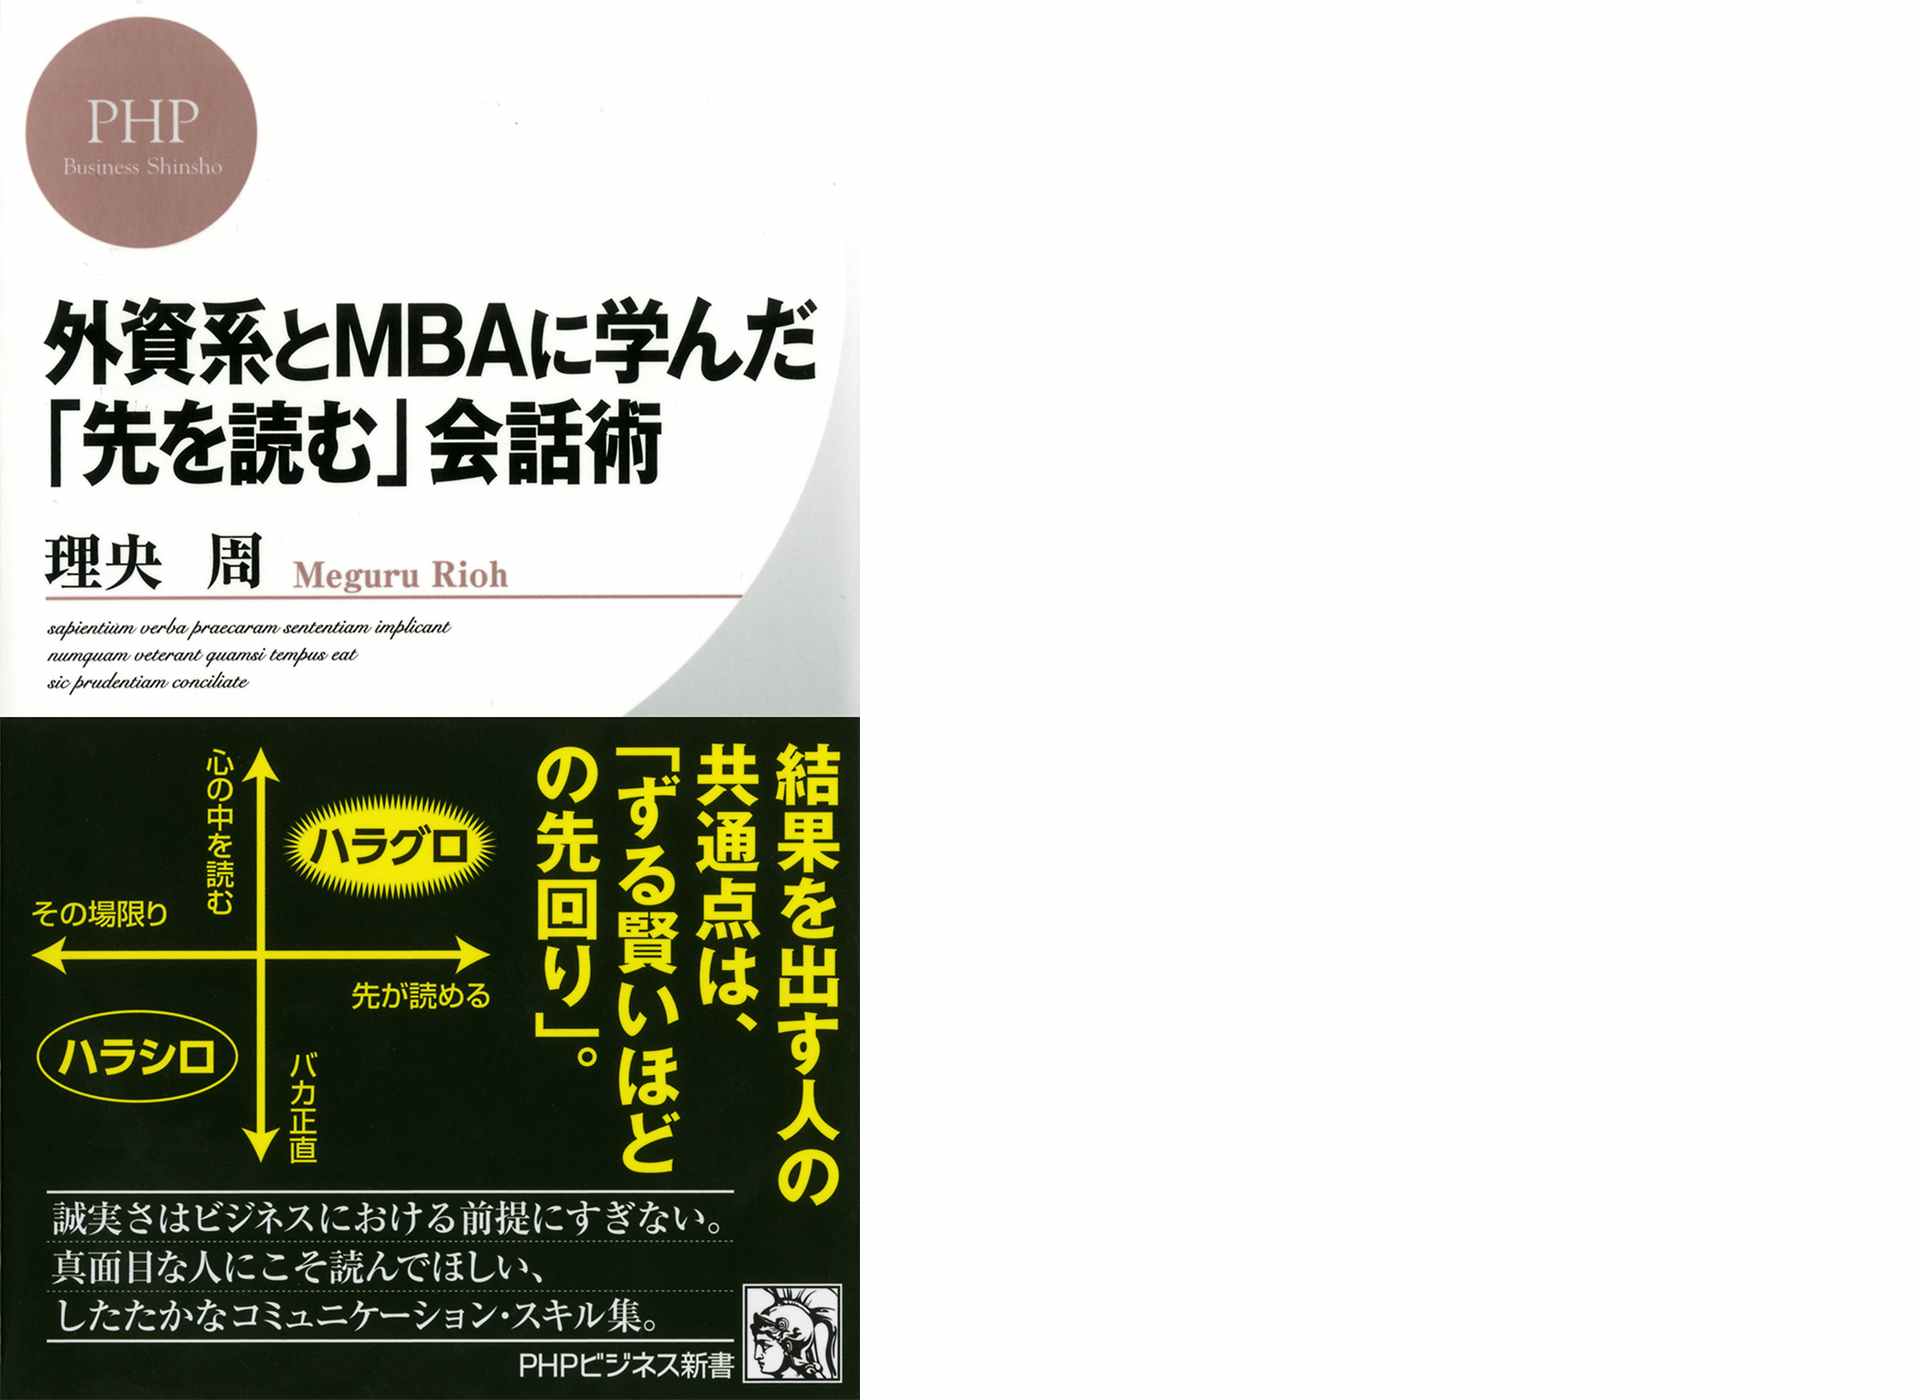 PHP
Business Shinsho
外資系とMBAに学んだ
「先を読む」会話術
理央 周 Meguru Rioh
sapientium verba praecaram sententiam implicant
numquam veterant quamsi tempus eat
sic prudentiam conciliate
結果を出す人の
共通点は、
「ずる賢いほど
の先回り」。
心の中を読む
ハラグロ
その場限り
先が読める
ハラシロ
バカ正直
誠実さはビジネスにおける前提にすぎない。
真面目な人にこそ読んでほしい、
したたかなコミュニケーション・スキル集。
PHPビジネス新書